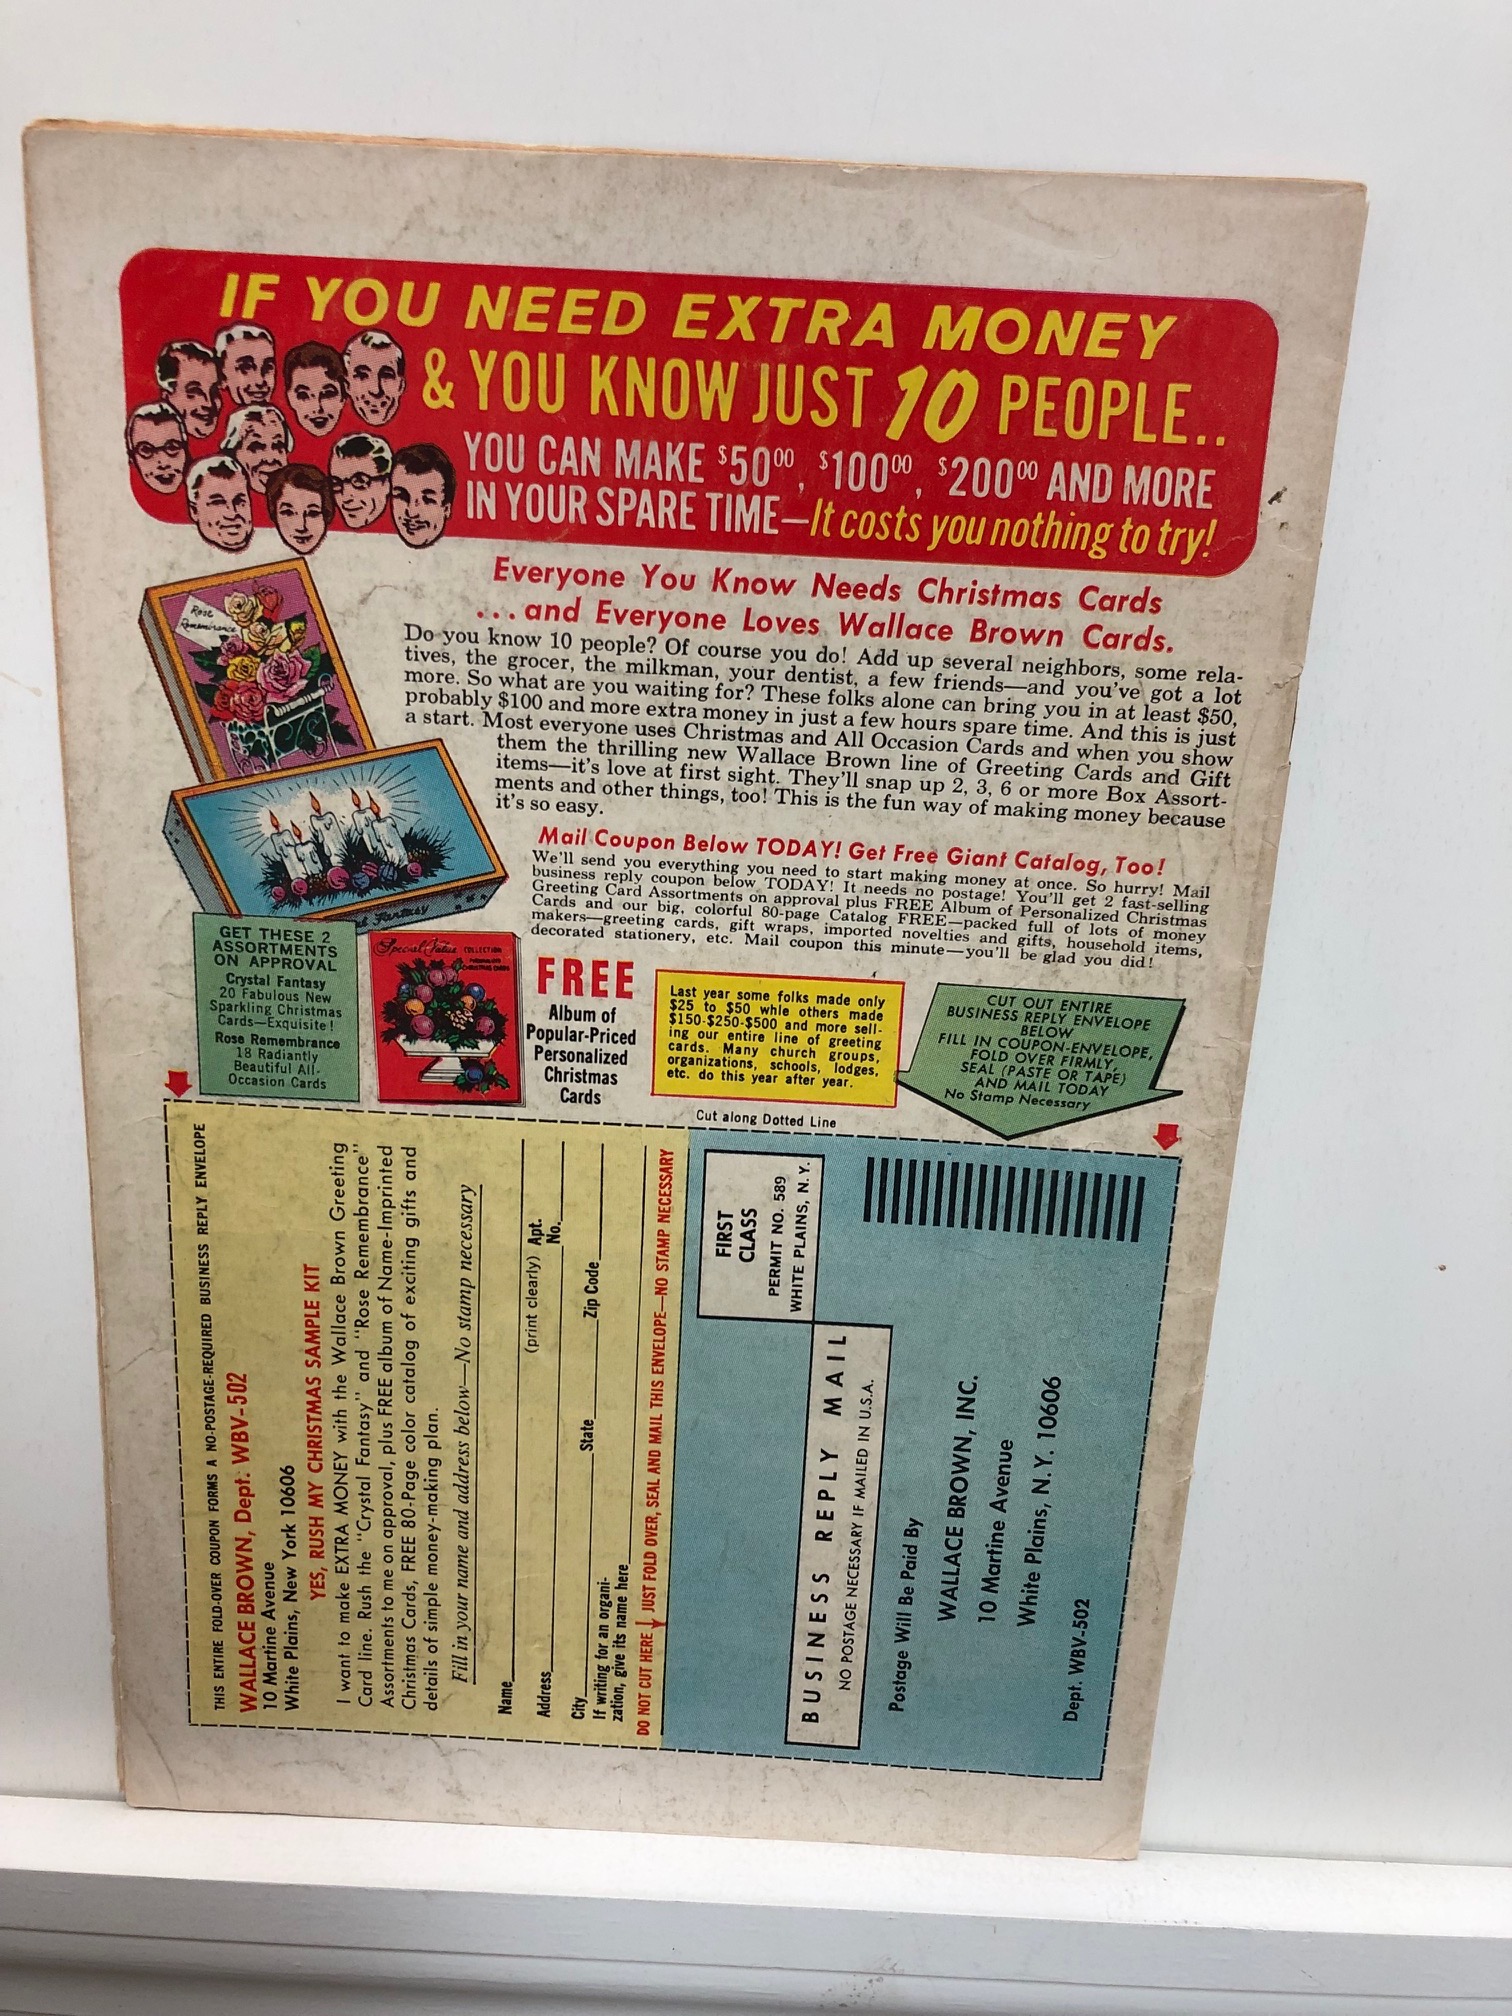 IF YOU NEED EXTRA MONEY
& YOU KNOW JUST 10 PEOPLE..
YOU CAN MAKE $50⁰⁰, $100⁰⁰, $200⁰⁰ AND MORE
IN YOUR SPARE TIME—It costs you nothing to try!
Everyone You Know Needs Christmas Cards
...and Everyone Loves Wallace Brown Cards.
Rose
Remembrance
Do you know 10 people? Of course you do! Add up several neighbors, some rela-
tives, the grocer, the milkman, your dentist, a few friends—and you've got a lot
more. So what are you waiting for? These folks alone can bring you in at least $50,
probably $100 and more extra money in just a few hours spare time. And this is just
a start. Most everyone uses Christmas and All Occasion Cards and when you show
them the thrilling new Wallace Brown line of Greeting Cards and Gift
items—it's love at first sight. They'll snap up 2, 3, 6 or more Box Assort-
ments and other things, too! This is the fun way of making money because
it's so easy.
Mail Coupon Below TODAY! Get Free Giant Catalog, Too!
We'll send you everything you need to start making money at once. So hurry! Mail
business reply coupon below TODAY! It needs no postage! You'll get 2 fast-selling
Greeting Card Assortments on approval plus FREE Album of Personalized Christmas
Cards and our big, colorful 80-page Catalog FREE—packed full of lots of money
makers—greeting cards, gift wraps, imported novelties and gifts, household items,
decorated stationery, etc. Mail coupon this minute—you'll be glad you did!
Fantasy
GET THESE 2
ASSORTMENTS
ON APPROVAL
Crystal Fantasy
20 Fabulous New
Sparkling Christmas
Cards—Exquisite!
Rose Remembrance
18 Radiantly
Beautiful All-
Occasion Cards
Special Value COLLECTION
PERSONALIZED
CHRISTMAS CARDS
FREE
Album of
Popular-Priced
Personalized
Christmas
Cards
Last year some folks made only
$25 to $50 whle others made
$150-$250-$500 and more sell-
ing our entire line of greeting
cards. Many church groups,
organizations, schools, lodges,
etc. do this year after year.
CUT OUT ENTIRE
BUSINESS REPLY ENVELOPE
BELOW
FILL IN COUPON-ENVELOPE,
FOLD OVER FIRMLY,
SEAL (PASTE OR TAPE)
AND MAIL TODAY
No Stamp Necessary
Cut along Dotted Line
THIS ENTIRE FOLD-OVER COUPON FORMS A NO-POSTAGE-REQUIRED BUSINESS REPLY ENVELOPE
WALLACE BROWN, Dept. WBV-502
10 Martine Avenue
White Plains, New York 10606
YES, RUSH MY CHRISTMAS SAMPLE KIT
I want to make EXTRA MONEY with the Wallace Brown Greeting
Card line. Rush the "Crystal Fantasy" and "Rose Remembrance"
Assortments to me on approval, plus FREE album of Name-Imprinted
Christmas Cards, FREE 80-Page color catalog of exciting gifts and
details of simple money-making plan.
Fill in your name and address below—No stamp necessary
Name
(print clearly)
Address Apt. No.
City State Zip Code
If writing for an organi-
zation, give its name here
DO NOT CUT HERE JUST FOLD OVER, SEAL AND MAIL THIS ENVELOPE—NO STAMP NECESSARY
FIRST
CLASS
PERMIT NO. 589
WHITE PLAINS, N.Y.
BUSINESS REPLY MAIL
NO POSTAGE NECESSARY IF MAILED IN U.S.A.
Postage Will Be Paid By
WALLACE BROWN, INC.
10 Martine Avenue
White Plains, N.Y. 10606
Dept. WBV-502